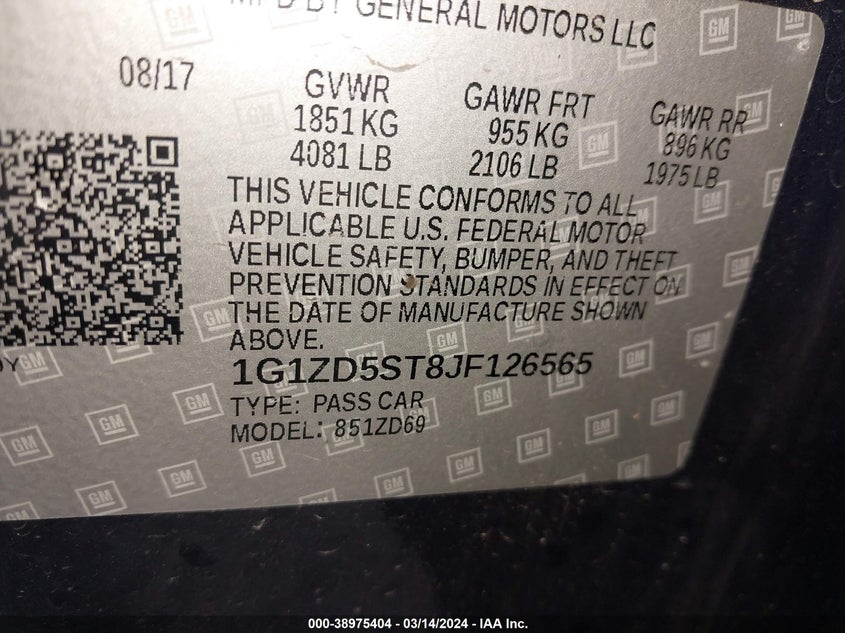 MFD BY GENERAL MOTORS LLC
08/17
GVWR
1851 KG
4081 LB
GAWR FRT
955 KG
2106 LB
GAWR RR
896 KG
1975 LB
THIS VEHICLE CONFORMS TO ALL
APPLICABLE U.S. FEDERAL MOTOR
VEHICLE SAFETY, BUMPER, AND THEFT
PREVENTION STANDARDS IN EFFECT ON
THE DATE OF MANUFACTURE SHOWN
ABOVE.
1G1ZD5ST8JF126565
TYPE: PASS CAR
MODEL: 851ZD69
GM
000-38975404 - 03/14/2024 - IAA Inc.